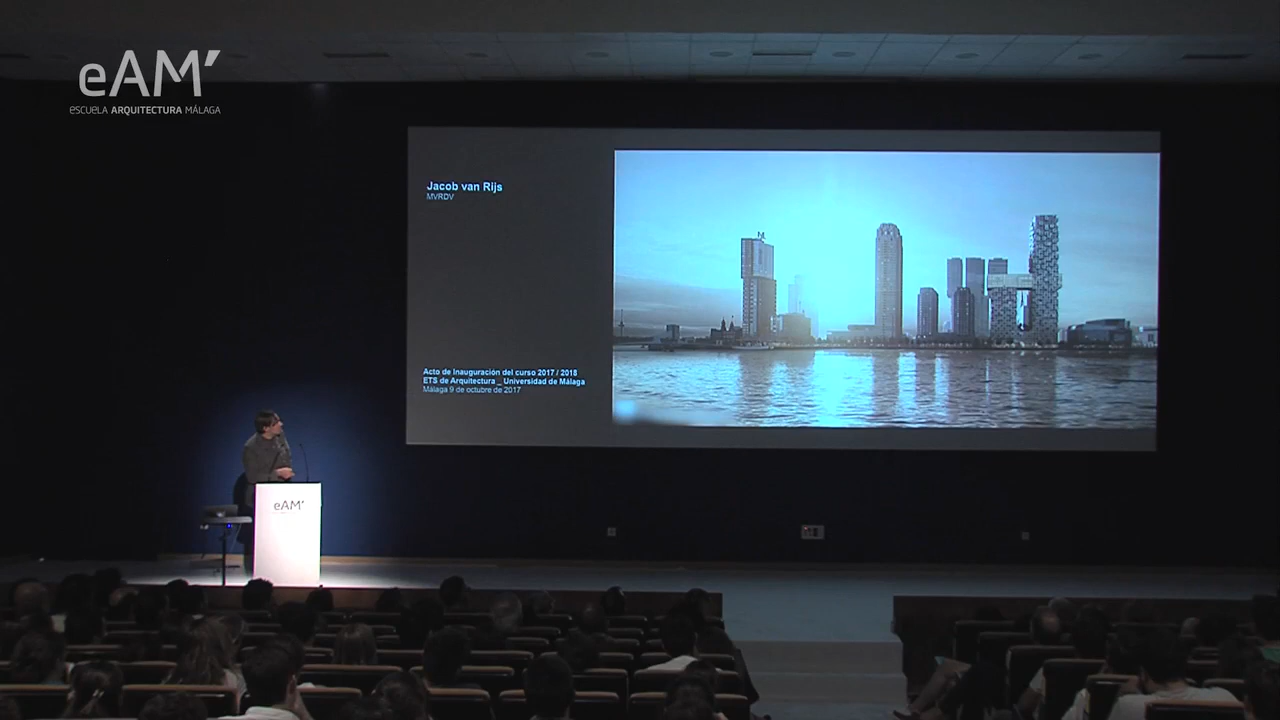 eAM'
escuela ARQUITECTURA MÁLAGA
Jacob van Rijs
MVRDV
Acto de Inauguración del curso 2017 / 2018
ETS de Arquitectura _ Universidad de Málaga
Málaga 9 de octubre de 2017
eAM'